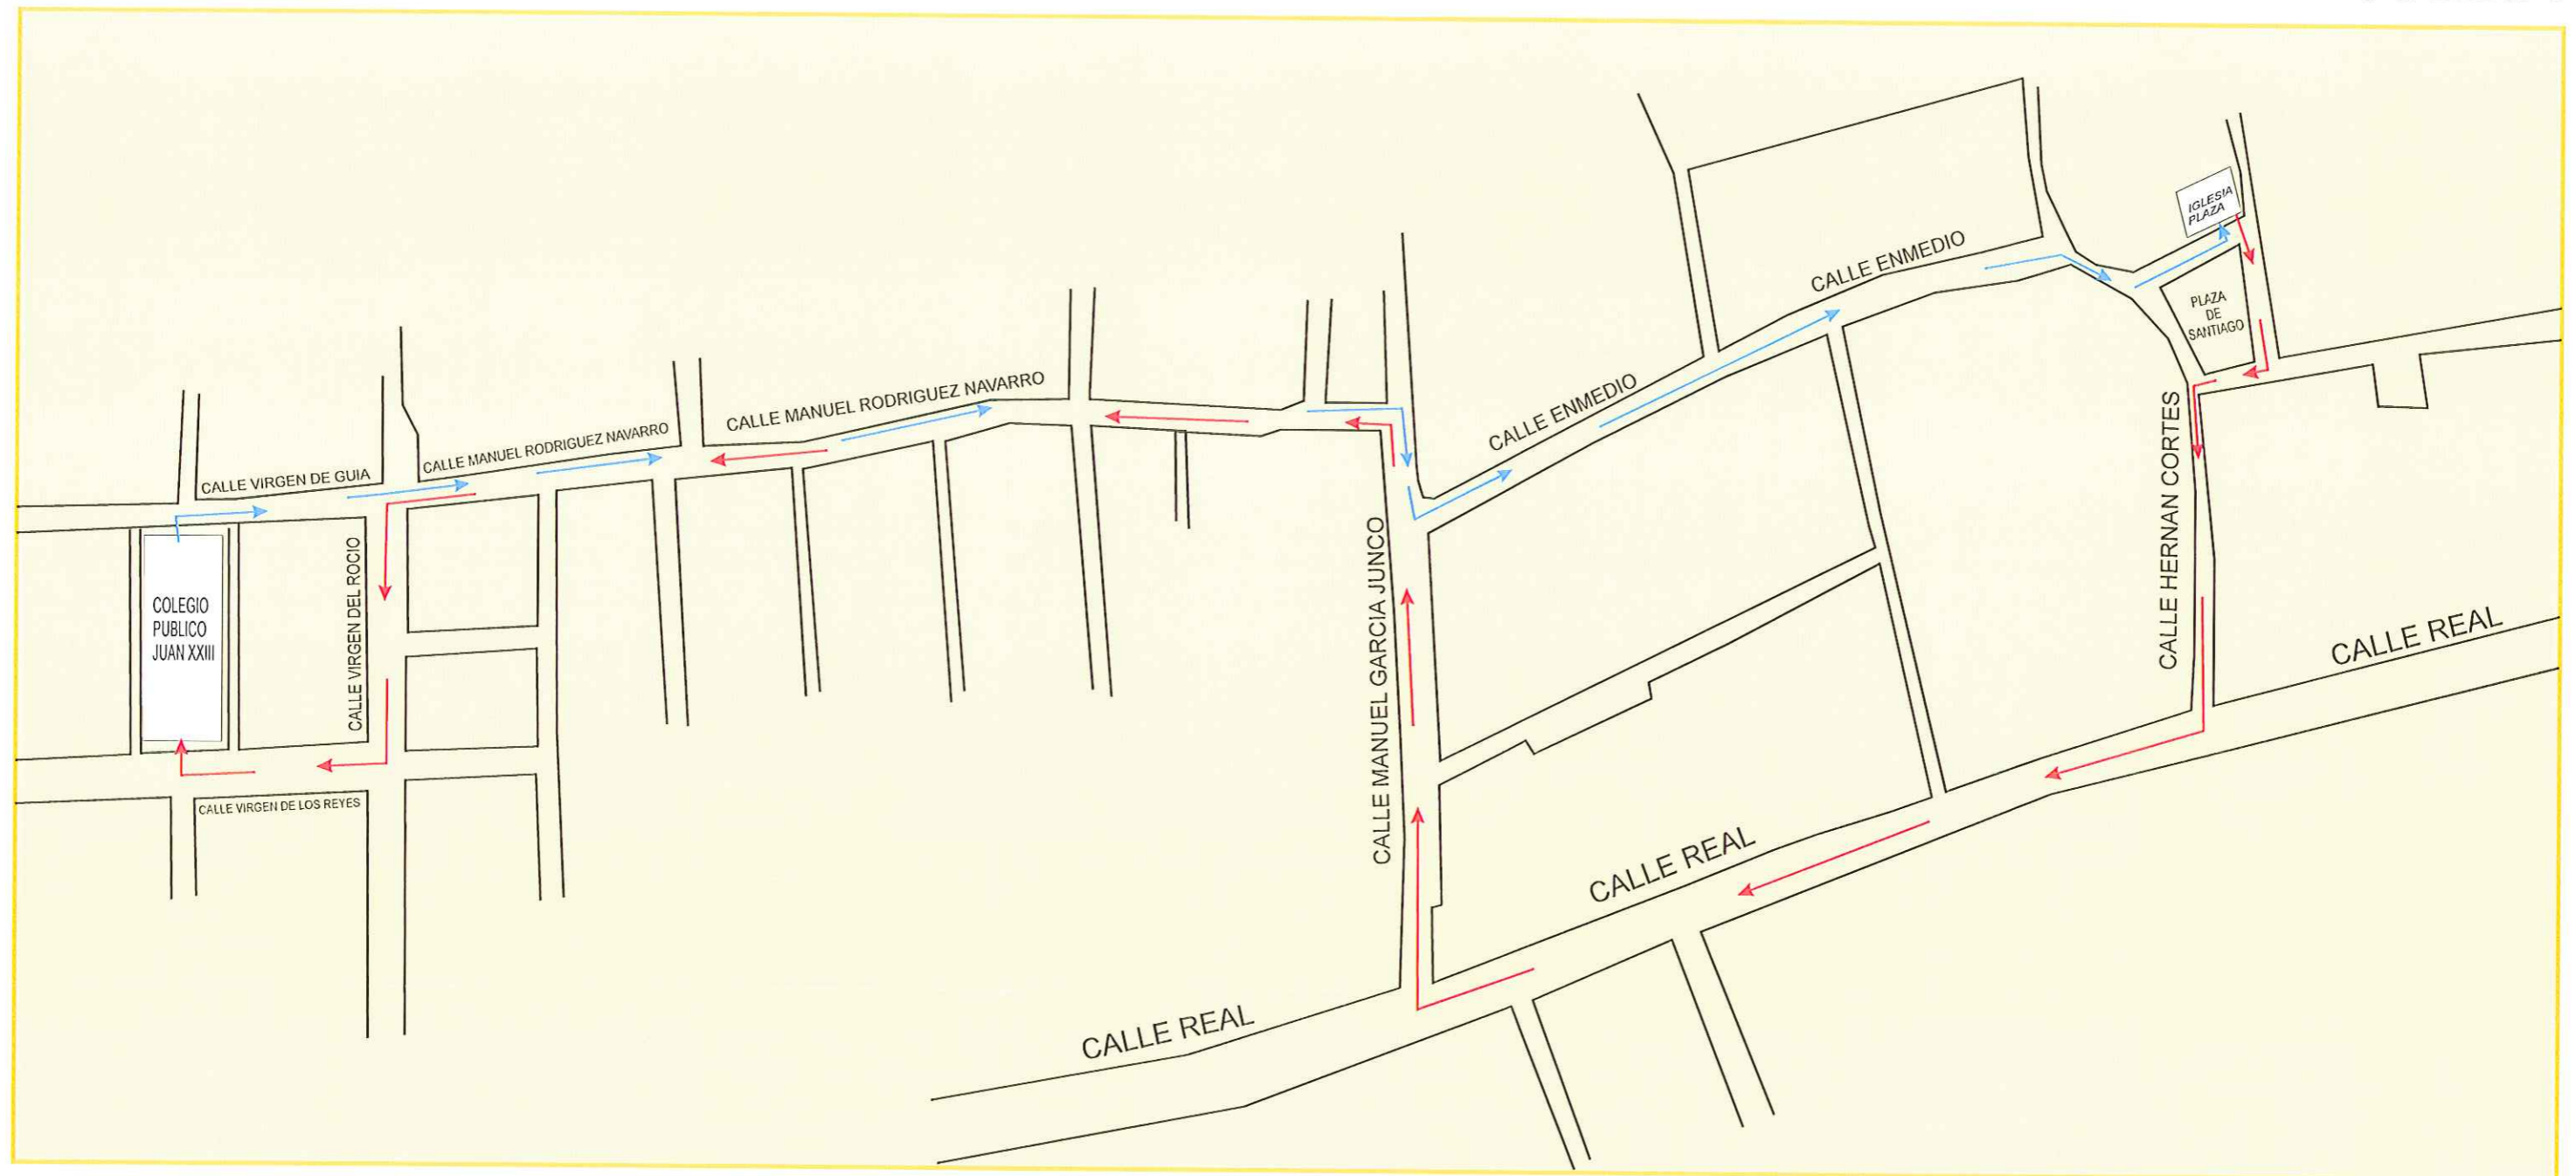 IGLESIA
PLAZA
CALLE ENMEDIO
PLAZA
DE
SANTIAGO
CALLE MANUEL RODRIGUEZ NAVARRO
CALLE ENMEDIO
CALLE MANUEL RODRIGUEZ NAVARRO
CALLE VIRGEN DE GUIA
CALLE HERNAN CORTES
CALLE VIRGEN DEL ROCIO
CALLE MANUEL GARCIA JUNCO
COLEGIO
PUBLICO
JUAN XXIII
CALLE REAL
CALLE VIRGEN DE LOS REYES
CALLE REAL
CALLE REAL